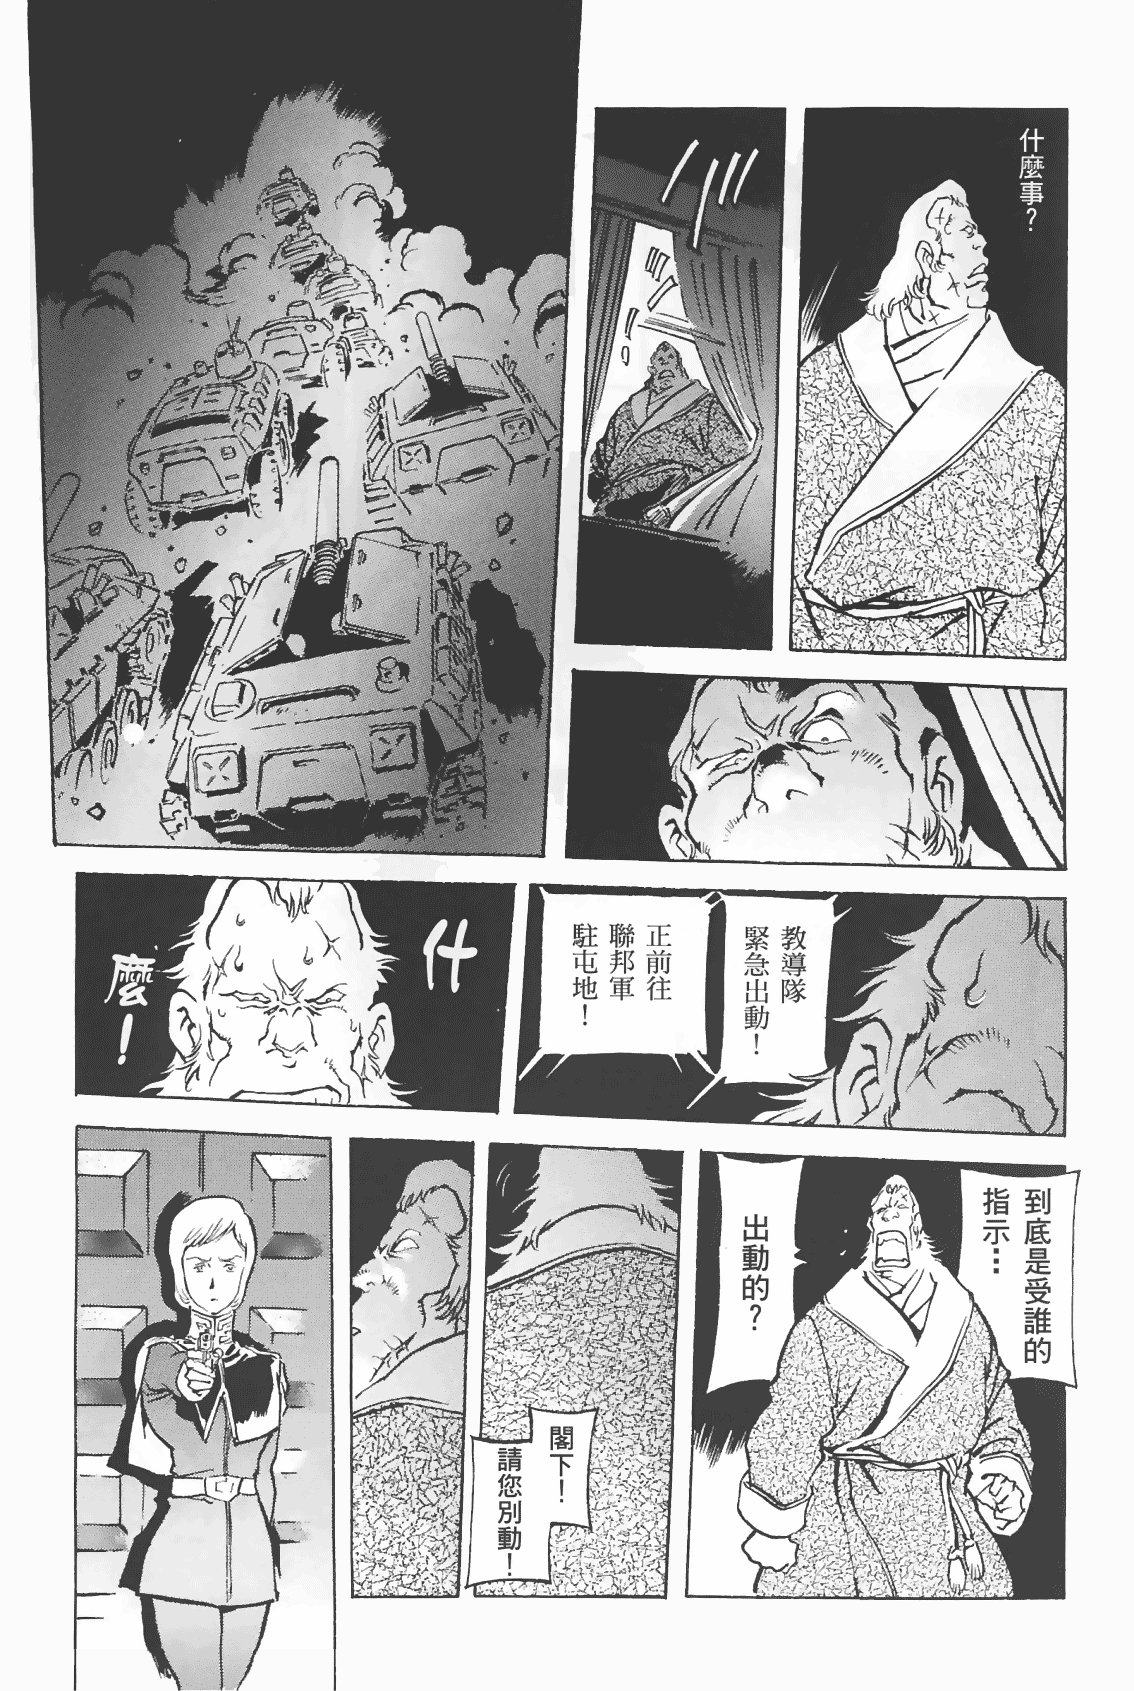 什麼事?
教導隊
緊急出動!
正前往
聯邦軍
駐屯地!
什
麼!
到底是受誰的
指示…
出動的?
閣下!
請您別動!